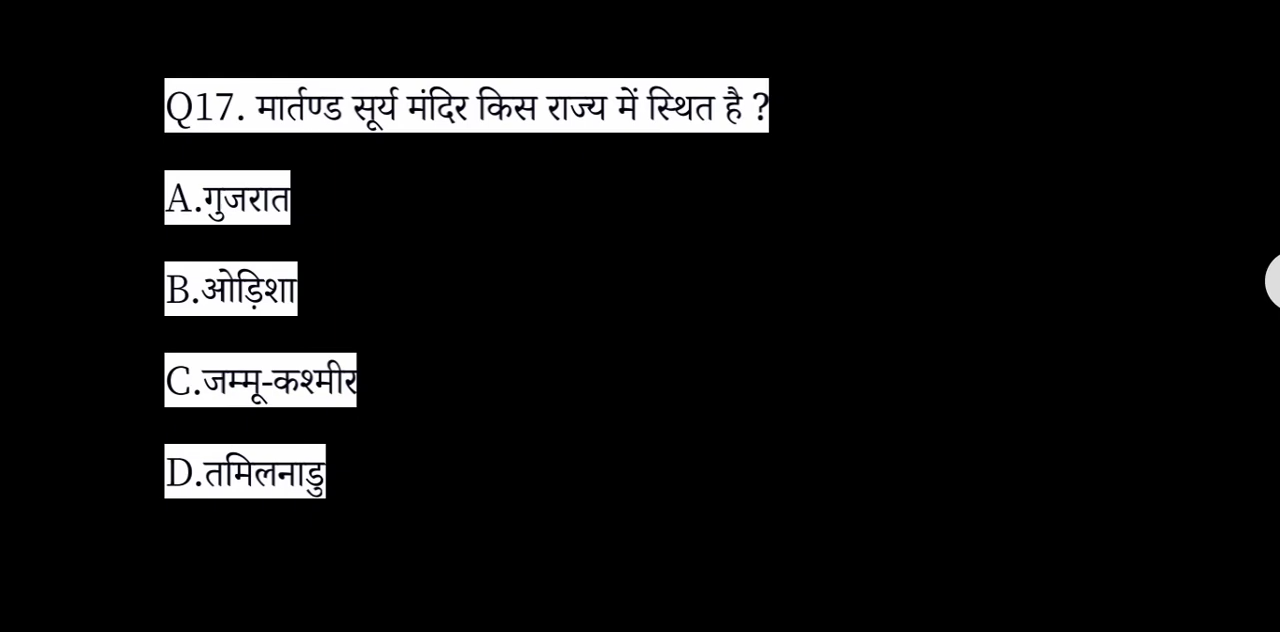 Q17. मार्तण्ड सूर्य मंदिर किस राज्य में स्थित है ?
A.गुजरात
B.ओड़िशा
C.जम्मू-कश्मीर
D.तमिलनाडु